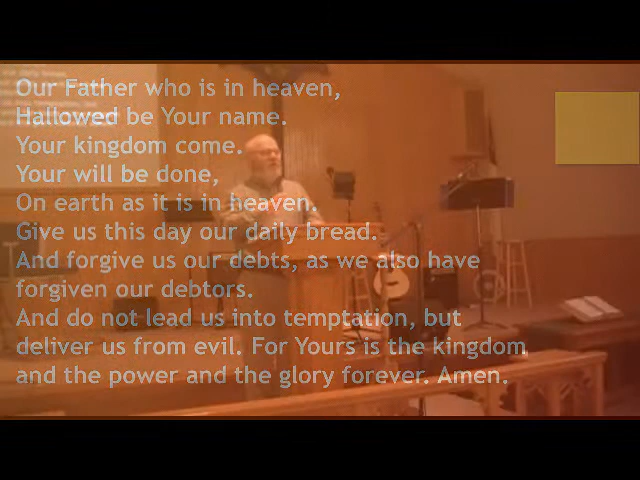 Our Father who is in heaven,
Hallowed be Your name.
Your kingdom come.
Your will be done,
On earth as it is in heaven.
Give us this day our daily bread.
And forgive us our debts, as we also have
forgiven our debtors.
And do not lead us into temptation, but
deliver us from evil. For Yours is the kingdom
and the power and the glory forever. Amen.